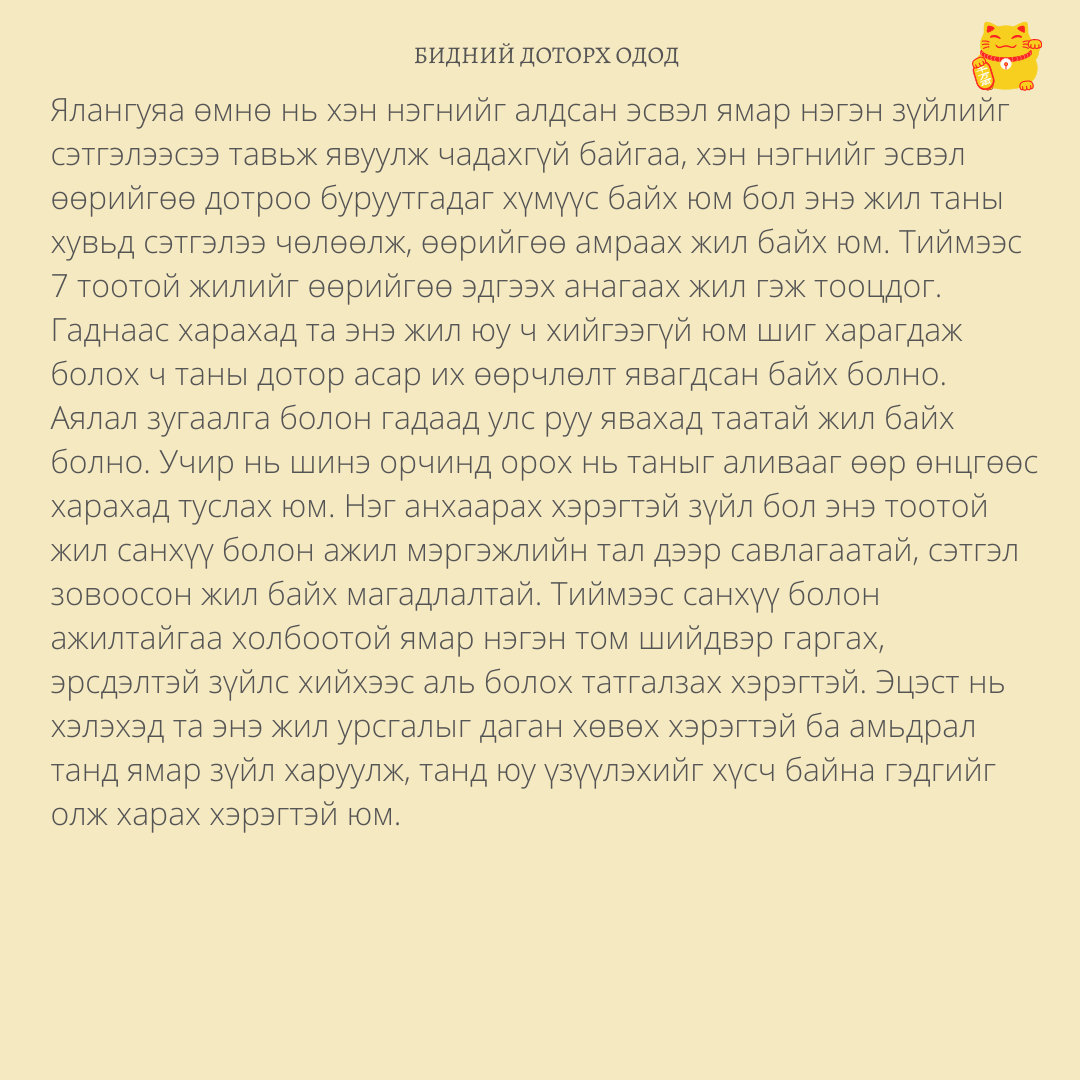 БИДНИЙ ДОТОРХ ОДОД
Ялангуяа өмнө нь хэн нэгнийг алдсан эсвэл ямар нэгэн зүйлийг
сэтгэлээсээ тавьж явуулж чадахгүй байгаа, хэн нэгнийг эсвэл
өөрийгөө дотроо буруутгадаг хүмүүс байх юм бол энэ жил таны
хувьд сэтгэлээ чөлөөлж, өөрийгөө амраах жил байх юм. Тиймээс
7 тоотой жилийг өөрийгөө эдгээх анагаах жил гэж тооцдог.
Гаднаас харахад та энэ жил юу ч хийгээгүй юм шиг харагдаж
болох ч таны дотор асар их өөрчлөлт явагдсан байх болно.
Аялал зугаалга болон гадаад улс руу явахад таатай жил байх
болно. Учир нь шинэ орчинд орох нь таныг аливааг өөр өнцгөөс
харахад туслах юм. Нэг анхаарах хэрэгтэй зүйл бол энэ тоотой
жил санхүү болон ажил мэргэжлийн тал дээр савлагаатай, сэтгэл
зовоосон жил байх магадлалтай. Тиймээс санхүү болон
ажилтайгаа холбоотой ямар нэгэн том шийдвэр гаргах,
эрсдэлтэй зүйлс хийхээс аль болох татгалзах хэрэгтэй. Эцэст нь
хэлэхэд та энэ жил урсгалыг даган хөвөх хэрэгтэй ба амьдрал
танд ямар зүйл харуулж, танд юу үзүүлэхийг хүсч байна гэдгийг
олж харах хэрэгтэй юм.